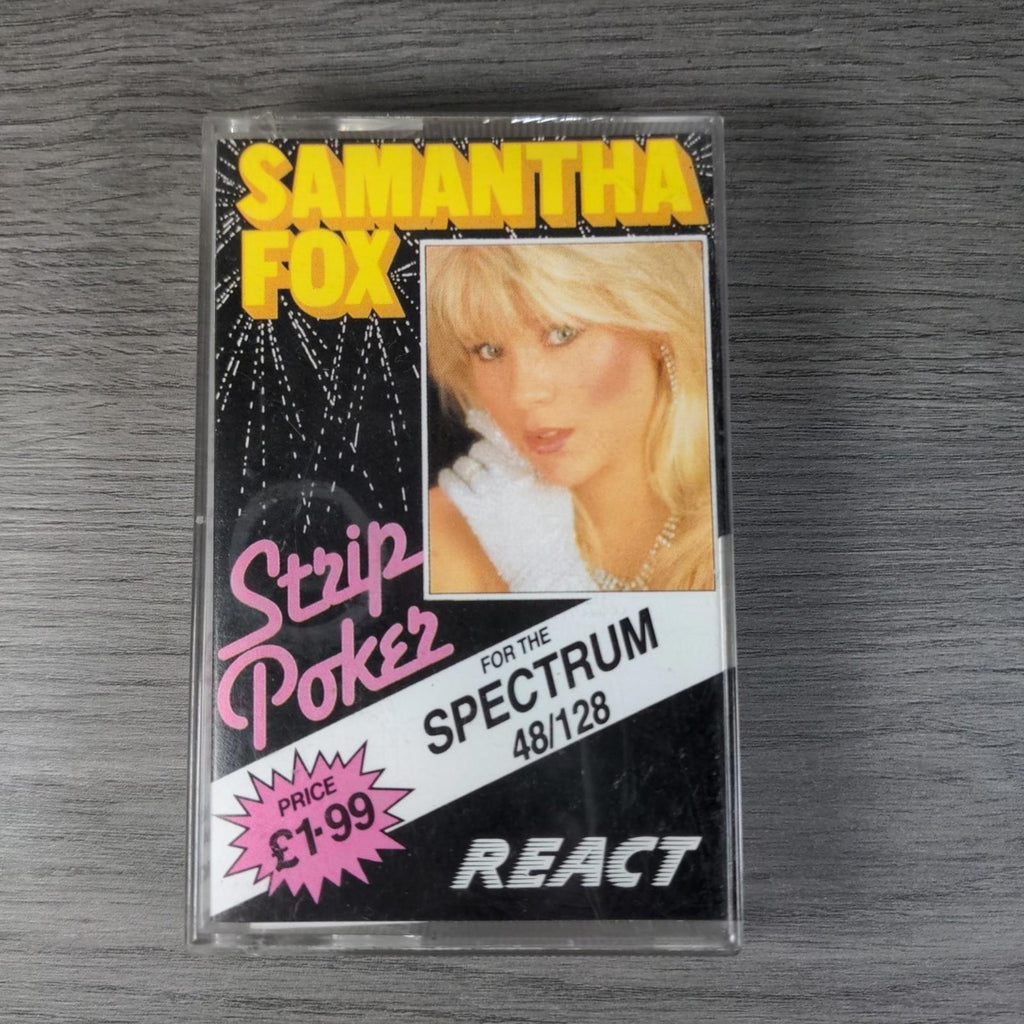 SAMANTHA
FOX
Strip
Poker
FOR THE
SPECTRUM
48/128
PRICE
£1·99
REACT